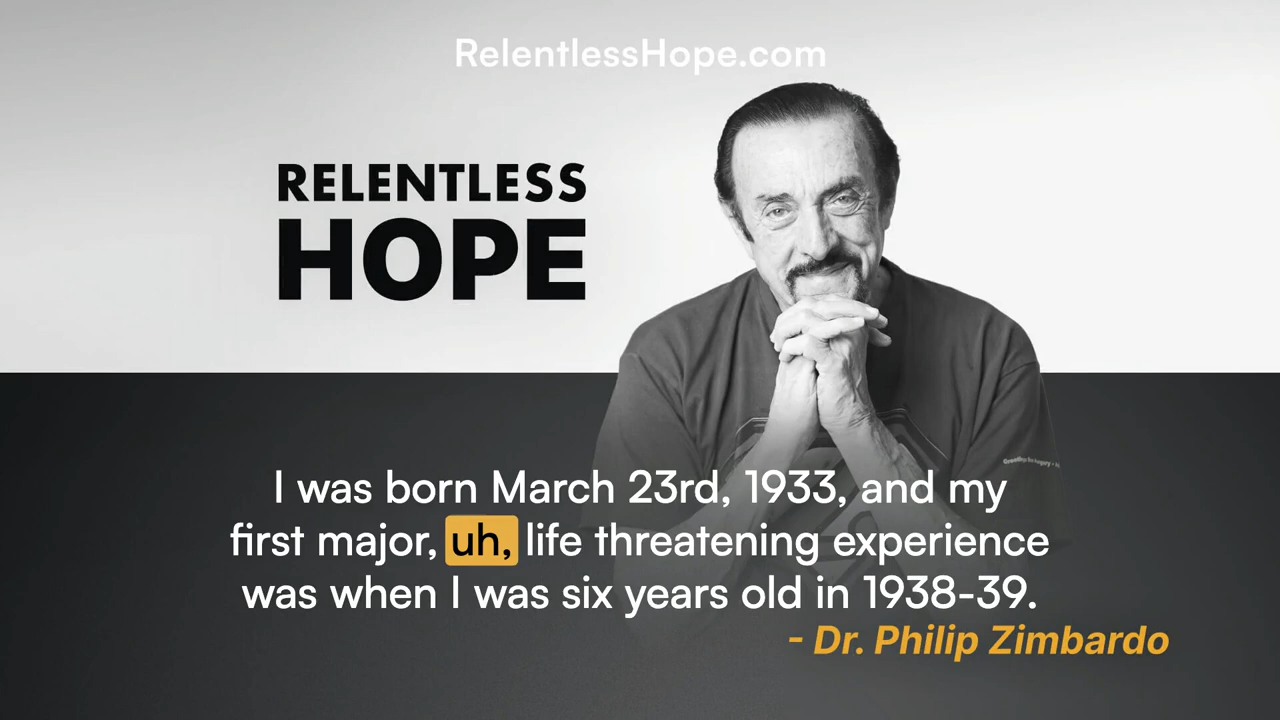 RelentlessHope.com
RELENTLESS
HOPE
I was born March 23rd, 1933, and my
first major, uh, life threatening experience
was when I was six years old in 1938-39.
- Dr. Philip Zimbardo